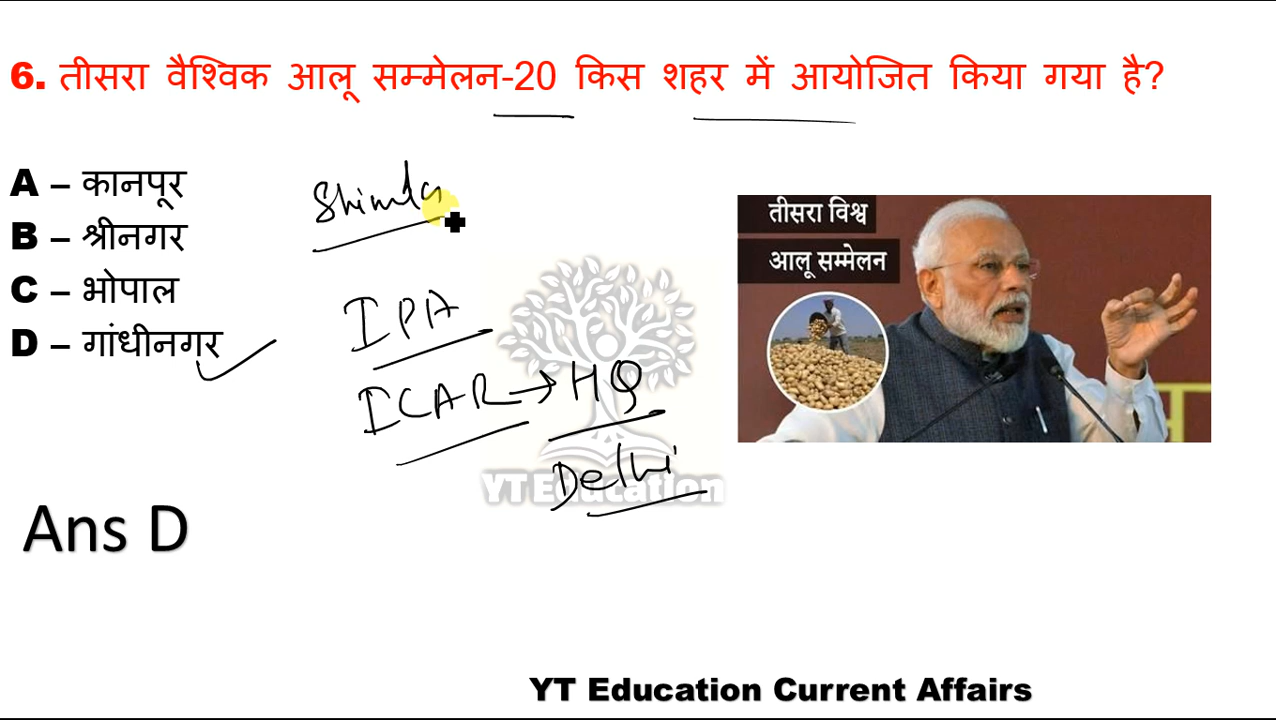 6. तीसरा वैश्विक आलू सम्मेलन-20 किस शहर में आयोजित किया गया है?
A – कानपूर
B – श्रीनगर
C – भोपाल
D – गांधीनगर
Shimla
IPA
ICAR → HQ
Delhi
तीसरा विश्व
आलू सम्मेलन
YT Education
Ans D
YT Education Current Affairs